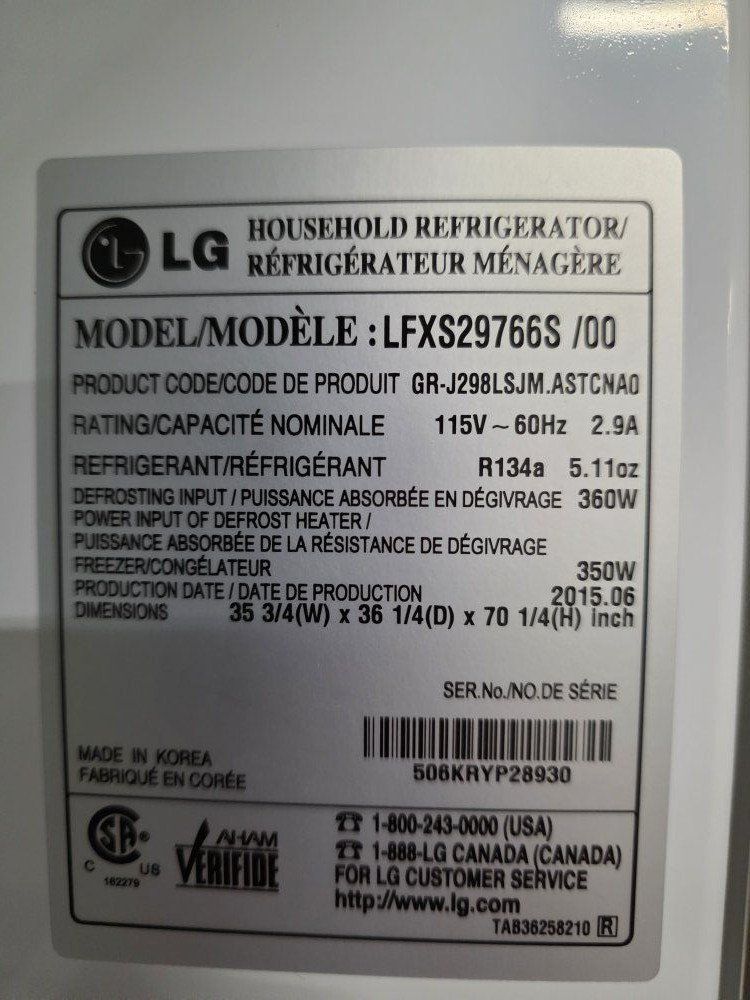 LG
HOUSEHOLD REFRIGERATOR/
RÉFRIGÉRATEUR MÉNAGÈRE
MODEL/MODÈLE : LFXS29766S /00
PRODUCT CODE/CODE DE PRODUIT GR-J298LSJM.ASTCNA0
RATING/CAPACITÉ NOMINALE 115V ~ 60Hz 2.9A
REFRIGERANT/RÉFRIGÉRANT R134a 5.11oz
DEFROSTING INPUT / PUISSANCE ABSORBÉE EN DÉGIVRAGE 360W
POWER INPUT OF DEFROST HEATER /
PUISSANCE ABSORBÉE DE LA RÉSISTANCE DE DÉGIVRAGE
FREEZER/CONGÉLATEUR 350W
PRODUCTION DATE / DATE DE PRODUCTION 2015.06
DIMENSIONS 35 3/4(W) x 36 1/4(D) x 70 1/4(H) inch
SER.No./NO.DE SÉRIE
506KRYP28930
MADE IN KOREA
FABRIQUÉ EN CORÉE
SA ®
C US
162279
AHAM
VERIFIDE
☎ 1-800-243-0000 (USA)
☎ 1-888-LG CANADA (CANADA)
FOR LG CUSTOMER SERVICE
http://www.lg.com
TAB36258210 R